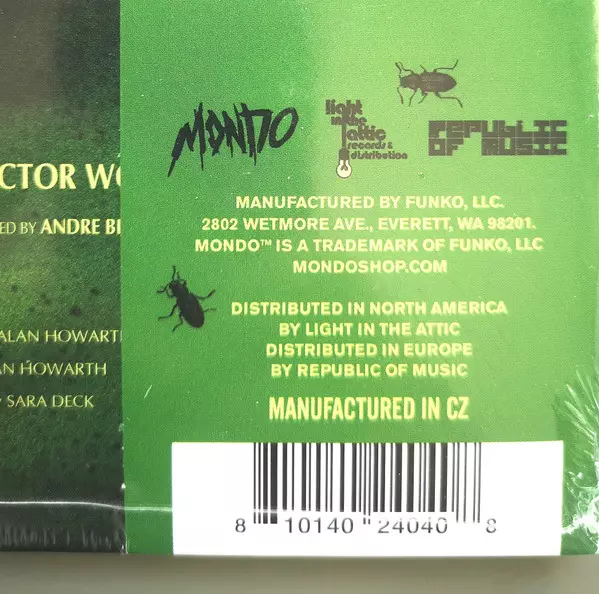 MONDO
light
in the
attic
records &
distribution
REPUBLIC
OF MUSIC
CTOR WO
ED BY ANDRE BE
ALAN HOWARTH
AN HOWARTH
SARA DECK
MANUFACTURED BY FUNKO, LLC.
2802 WETMORE AVE., EVERETT, WA 98201.
MONDO™ IS A TRADEMARK OF FUNKO, LLC
MONDOSHOP.COM
DISTRIBUTED IN NORTH AMERICA
BY LIGHT IN THE ATTIC
DISTRIBUTED IN EUROPE
BY REPUBLIC OF MUSIC
MANUFACTURED IN CZ
8 10140 24040 8